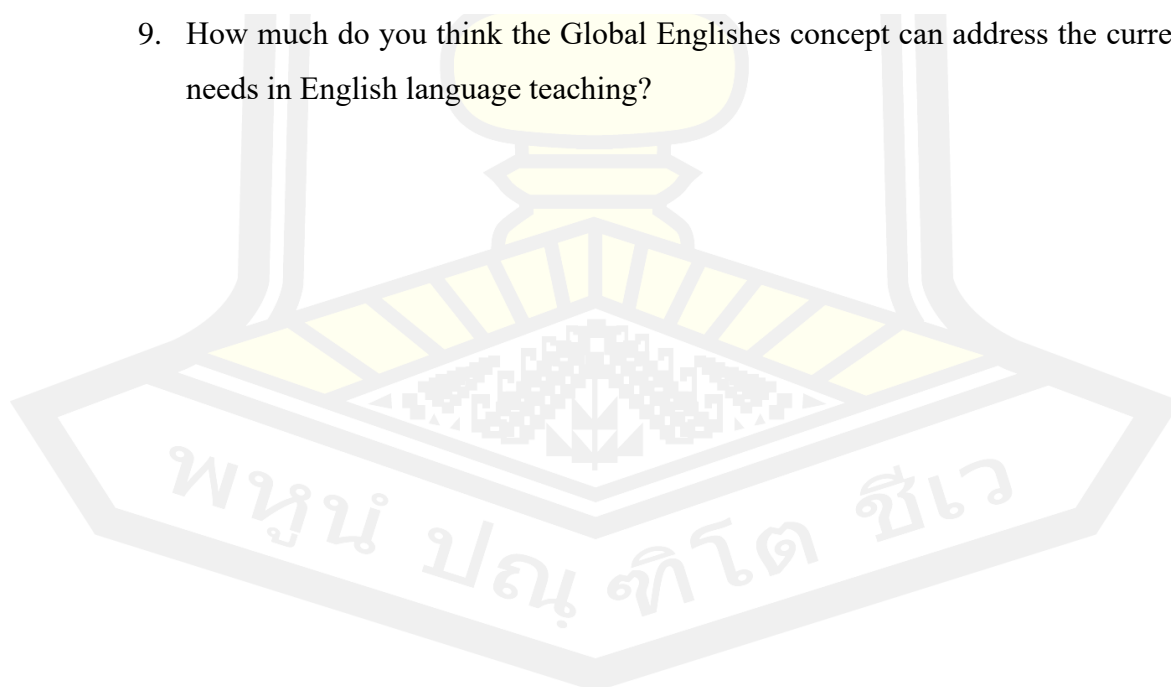 9. How much do you think the Global Englishes concept can address the
needs in English language teaching?
พหูนํ ปณฺฑิโต ชีเว